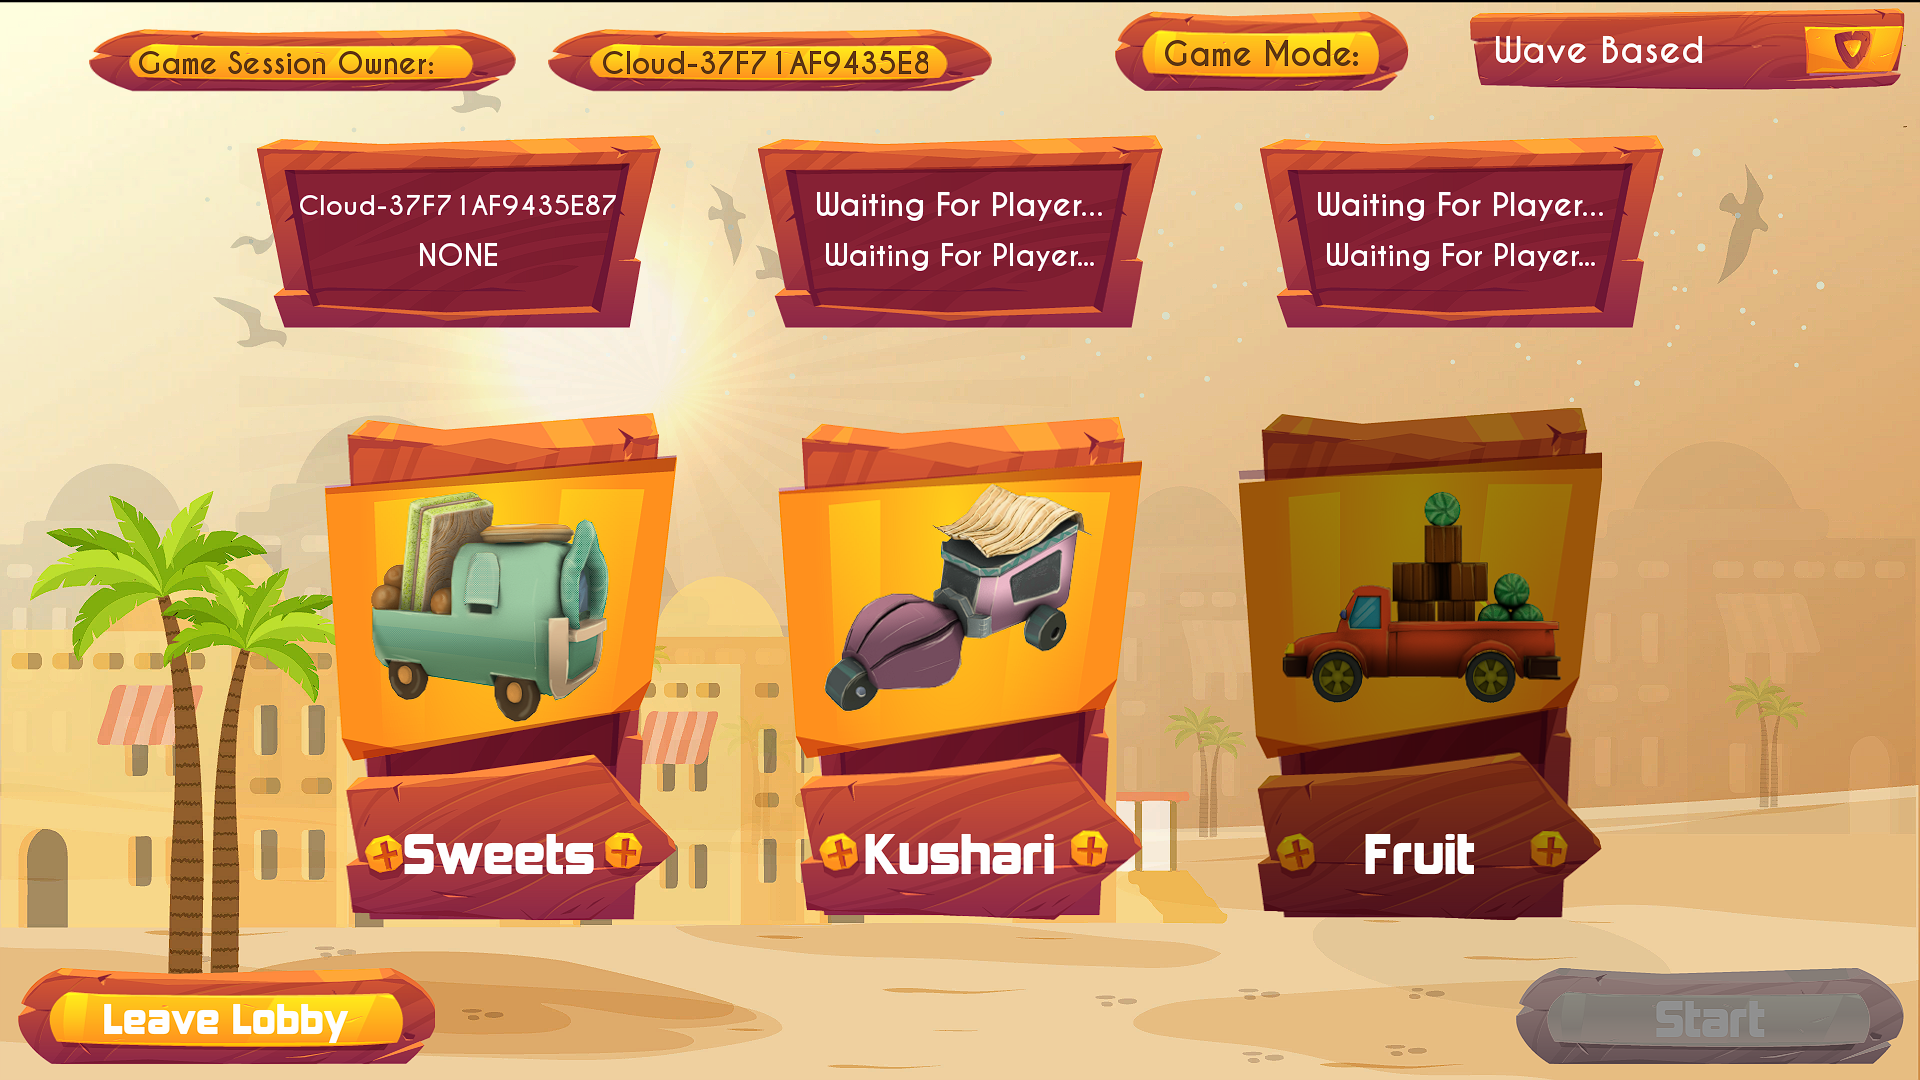 Game Session Owner:
Cloud-37F71AF9435E8
Game Mode:
Wave Based
Cloud-37F71AF9435E87
NONE
Waiting For Player...
Waiting For Player...
Waiting For Player...
Waiting For Player...
Sweets
Kushari
Fruit
Leave Lobby
Start